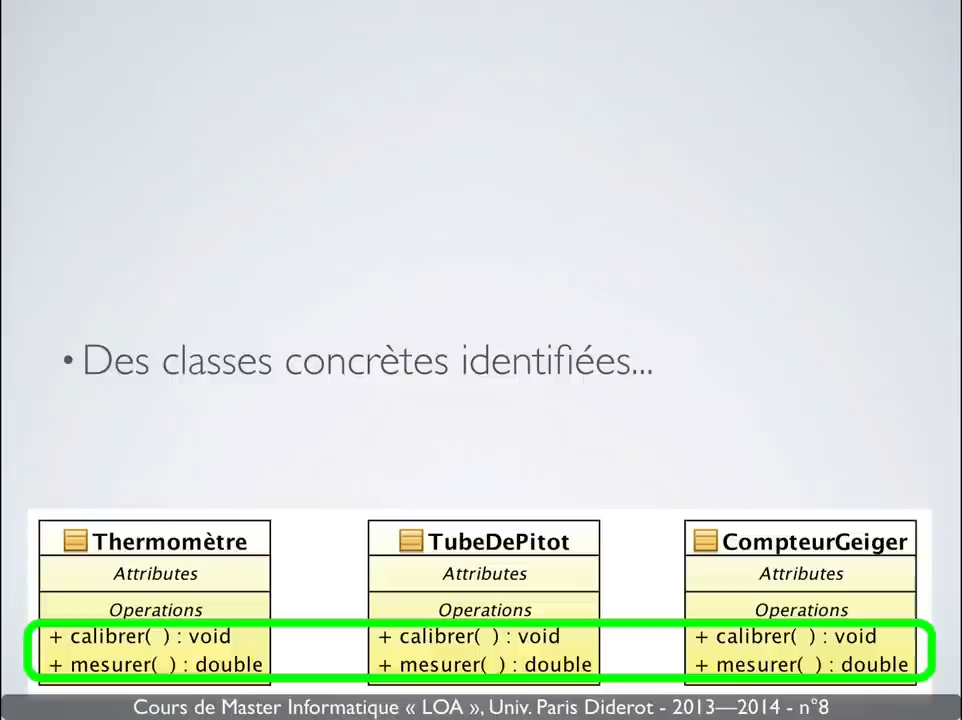 • Des classes concrètes identifiées...
Thermomètre
Attributes
Operations
+ calibrer( ) : void
+ mesurer( ) : double
TubeDePitot
Attributes
Operations
+ calibrer( ) : void
+ mesurer( ) : double
CompteurGeiger
Attributes
Operations
+ calibrer( ) : void
+ mesurer( ) : double
Cours de Master Informatique « LOA », Univ. Paris Diderot - 2013—2014 - n°8